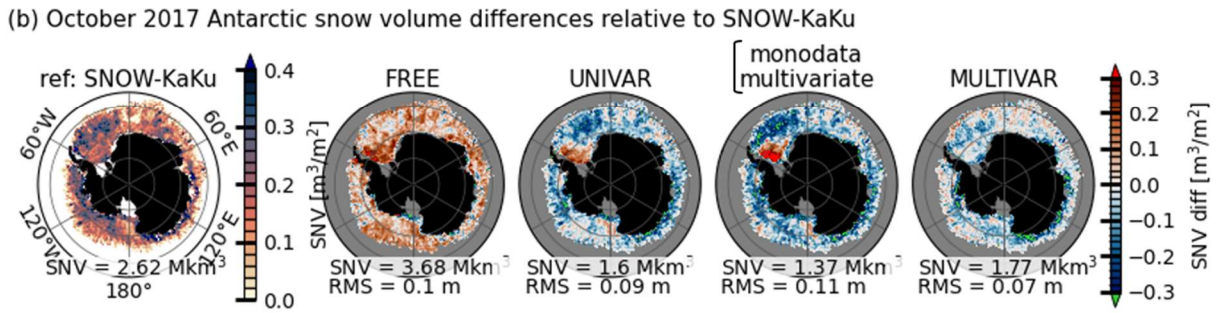 (b) October 2017 Antarctic snow volume differences relative to SNOW-KaKu
monodata
ref: SNOW-KaKu FREE UNIVAR multivariate MULTIVAR
60°W 60°E
120°W 120°E
180°
SNV = 2.62 Mkm³
0.4
0.3
0.2
0.1
0.0
SNV [m³/m²]
SNV = 3.68 Mkm³
RMS = 0.1 m
SNV = 1.6 Mkm³
RMS = 0.09 m
SNV = 1.37 Mkm³
RMS = 0.11 m
SNV = 1.77 Mkm³
RMS = 0.07 m
0.3
0.2
0.1
0.0
−0.1
−0.2
−0.3
SNV diff [m³/m²]